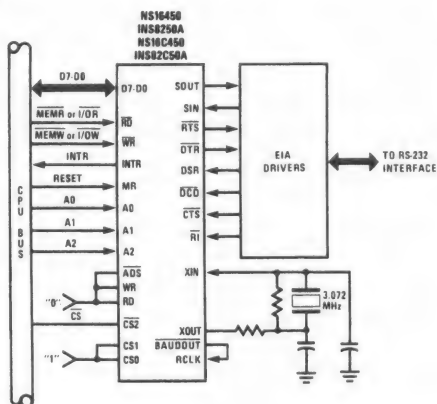 NS16450
INS8250A
NS16C450
INS82C50A
D7-D0
MEMR or I/OR
MEMW or I/OW
INTR
RESET
A0
A1
A2
"0"
CS
"1"
CPU BUS
D7-D0
RD
WR
INTR
MR
A0
A1
A2
ADS
WR
RD
CS2
CS1
CS0
SOUT
SIN
RTS
DTR
DSR
DCD
CTS
RI
XIN
XOUT
BAUDOUT
RCLK
EIA
DRIVERS
TO RS-232
INTERFACE
3.072
MHz